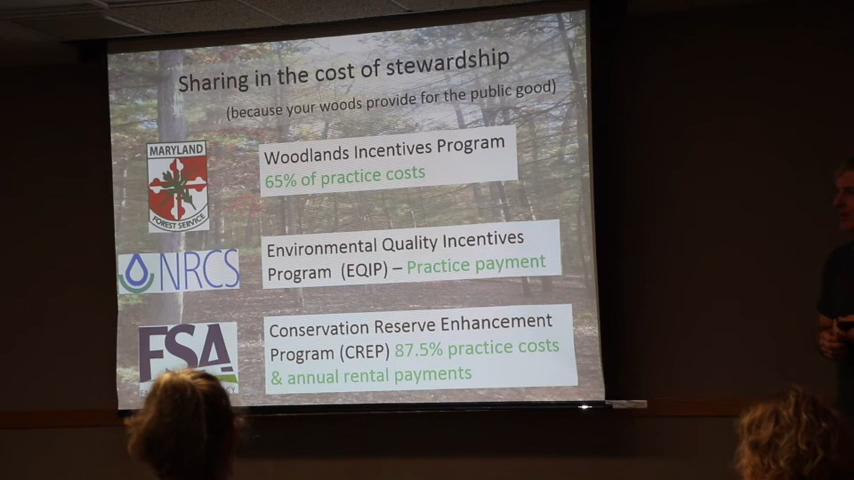 Sharing in the cost of stewardship
(because your woods provide for the public good)
MARYLAND
FOREST SERVICE
Woodlands Incentives Program
65% of practice costs
NRCS
Environmental Quality Incentives
Program (EQIP) – Practice payment
FSA
Conservation Reserve Enhancement
Program (CREP) 87.5% practice costs
& annual rental payments